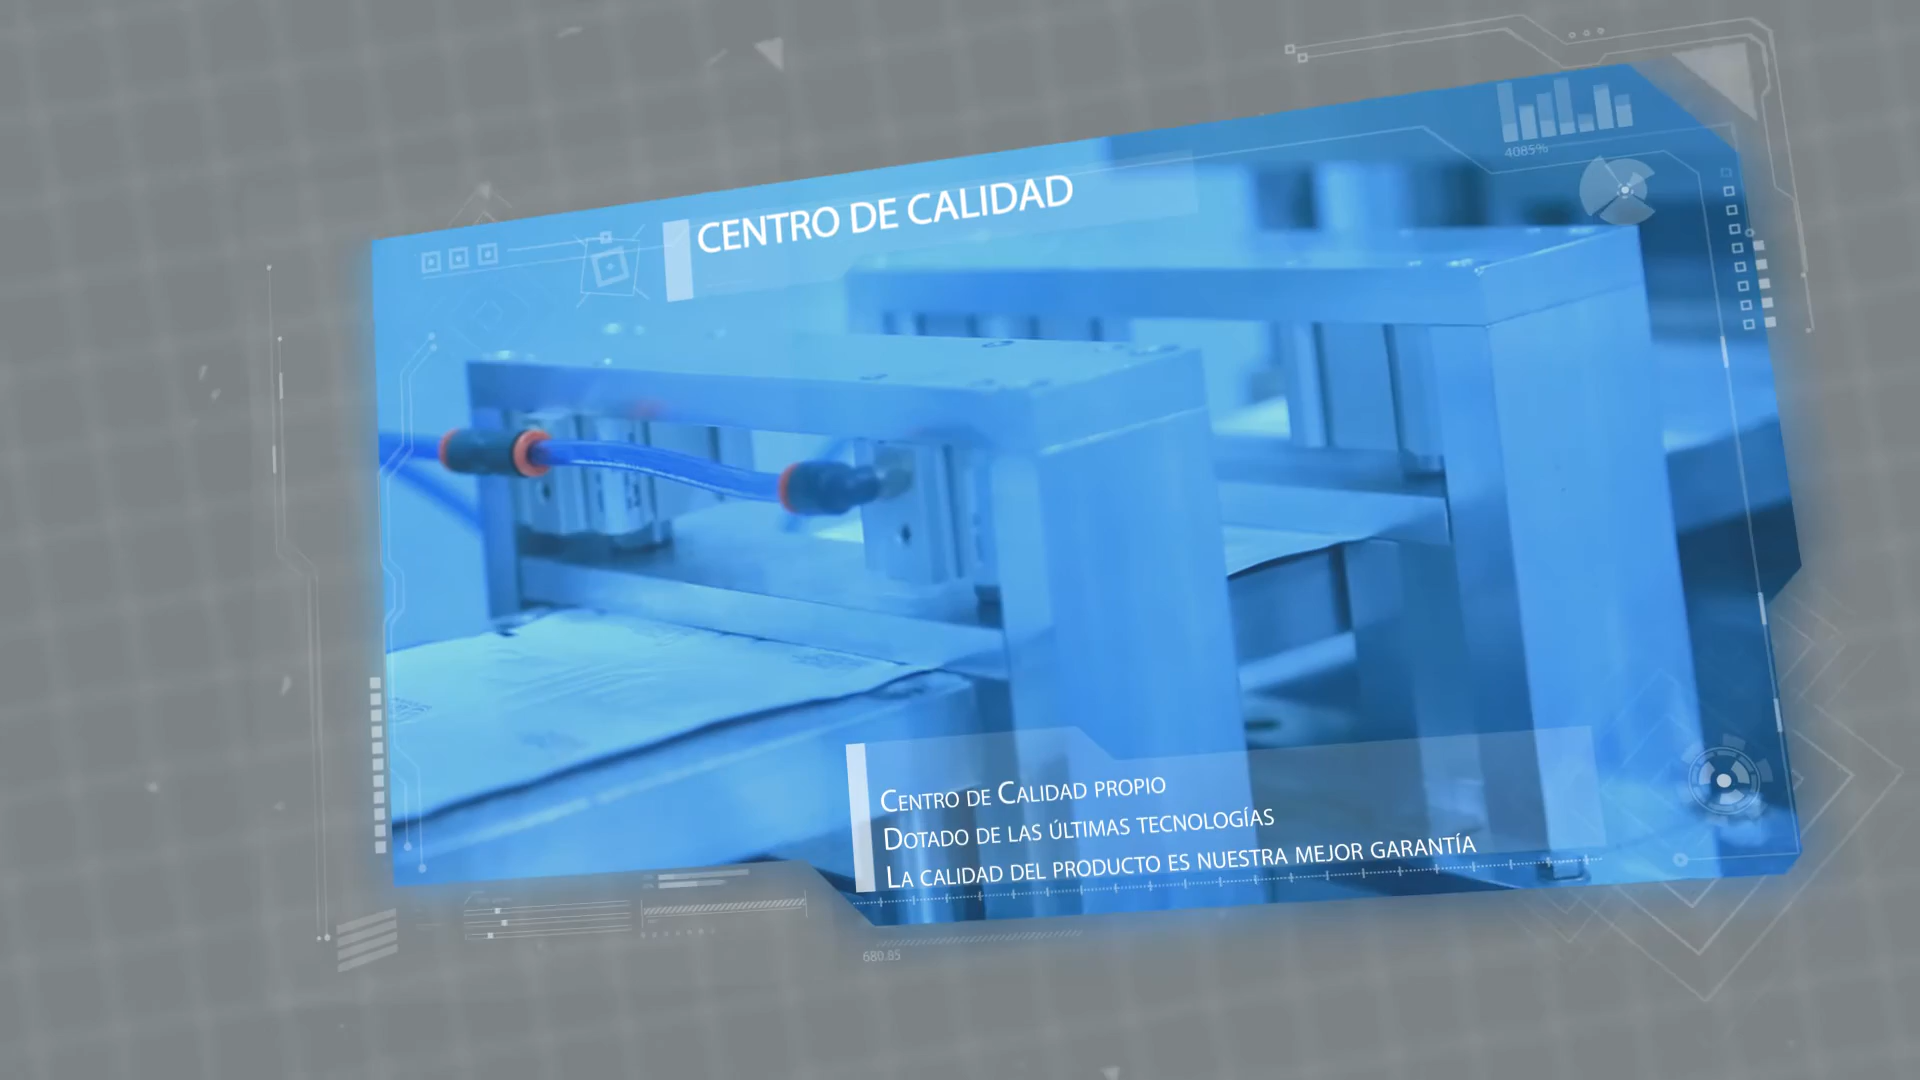 4085%
CENTRO DE CALIDAD
Centro de Calidad propio
Dotado de las últimas tecnologías
La calidad del producto es nuestra mejor garantía
680.65